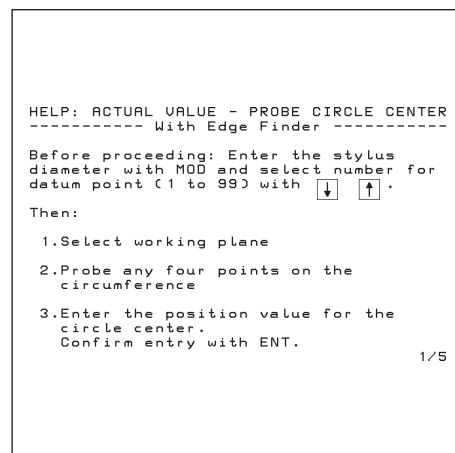 HELP: ACTUAL VALUE - PROBE CIRCLE CENTER
----------- With Edge Finder -----------
Before proceeding: Enter the stylus
diameter with MOD and select number for
datum point (1 to 99) with ↓ ↑ .
Then:
1.Select working plane
2.Probe any four points on the
circumference
3.Enter the position value for the
circle center.
Confirm entry with ENT.
1/5